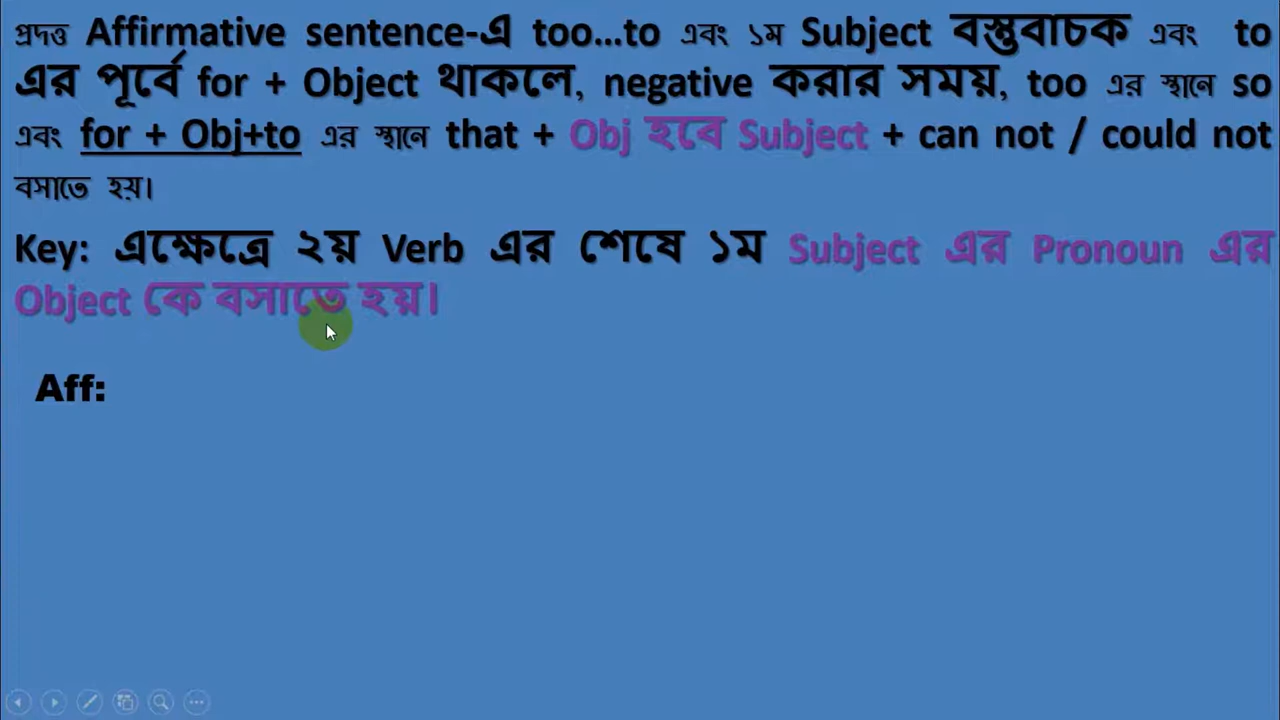 প্রদত্ত Affirmative sentence-এ too...to এবং ১ম Subject বস্তুবাচক এবং to
এর পূর্বে for + Object থাকলে, negative করার সময়, too এর স্থানে so
এবং for + Obj+to এর স্থানে that + Obj হবে Subject + can not / could not
বসাতে হয়।
Key: এক্ষেত্রে ২য় Verb এর শেষে ১ম Subject এর Pronoun এর
Object কে বসাতে হয়।
Aff: